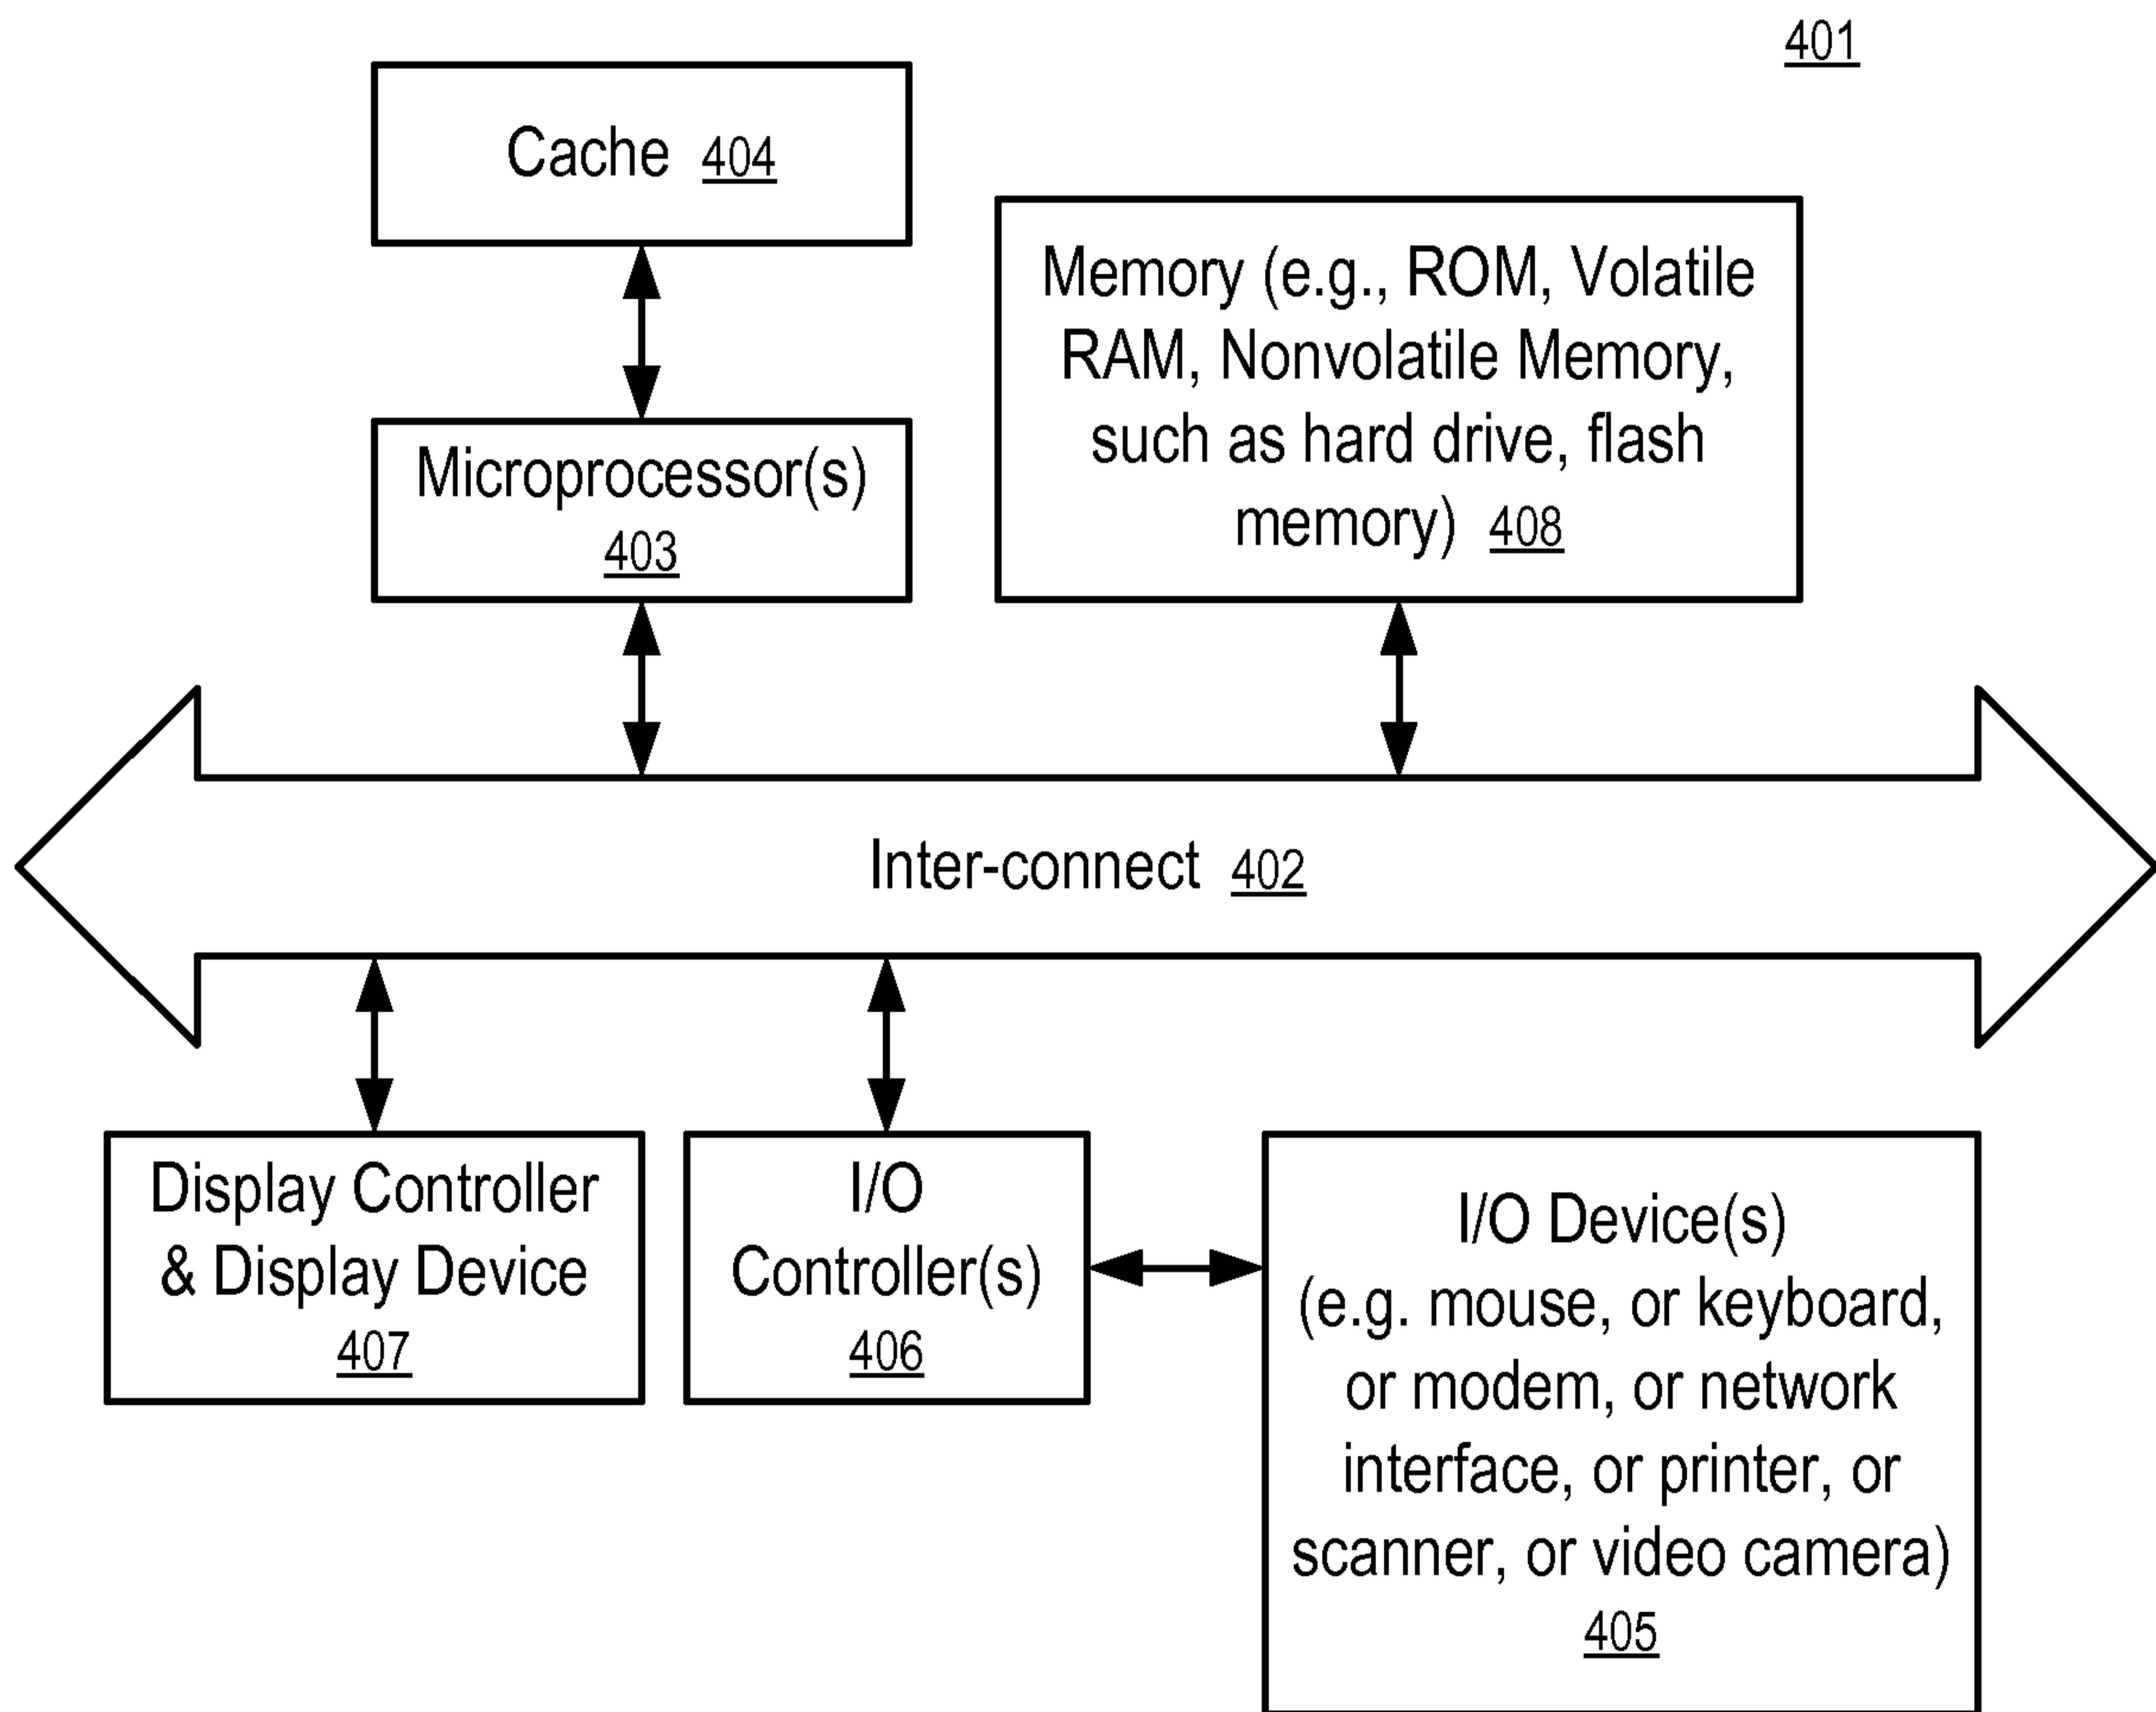 401
Cache 404
Memory (e.g., ROM, Volatile
RAM, Nonvolatile Memory,
such as hard drive, flash
memory) 408
Microprocessor(s)
403
Inter-connect 402
Display Controller
& Display Device
407
I/O
Controller(s)
406
I/O Device(s)
(e.g. mouse, or keyboard,
or modem, or network
interface, or printer, or
scanner, or video camera)
405